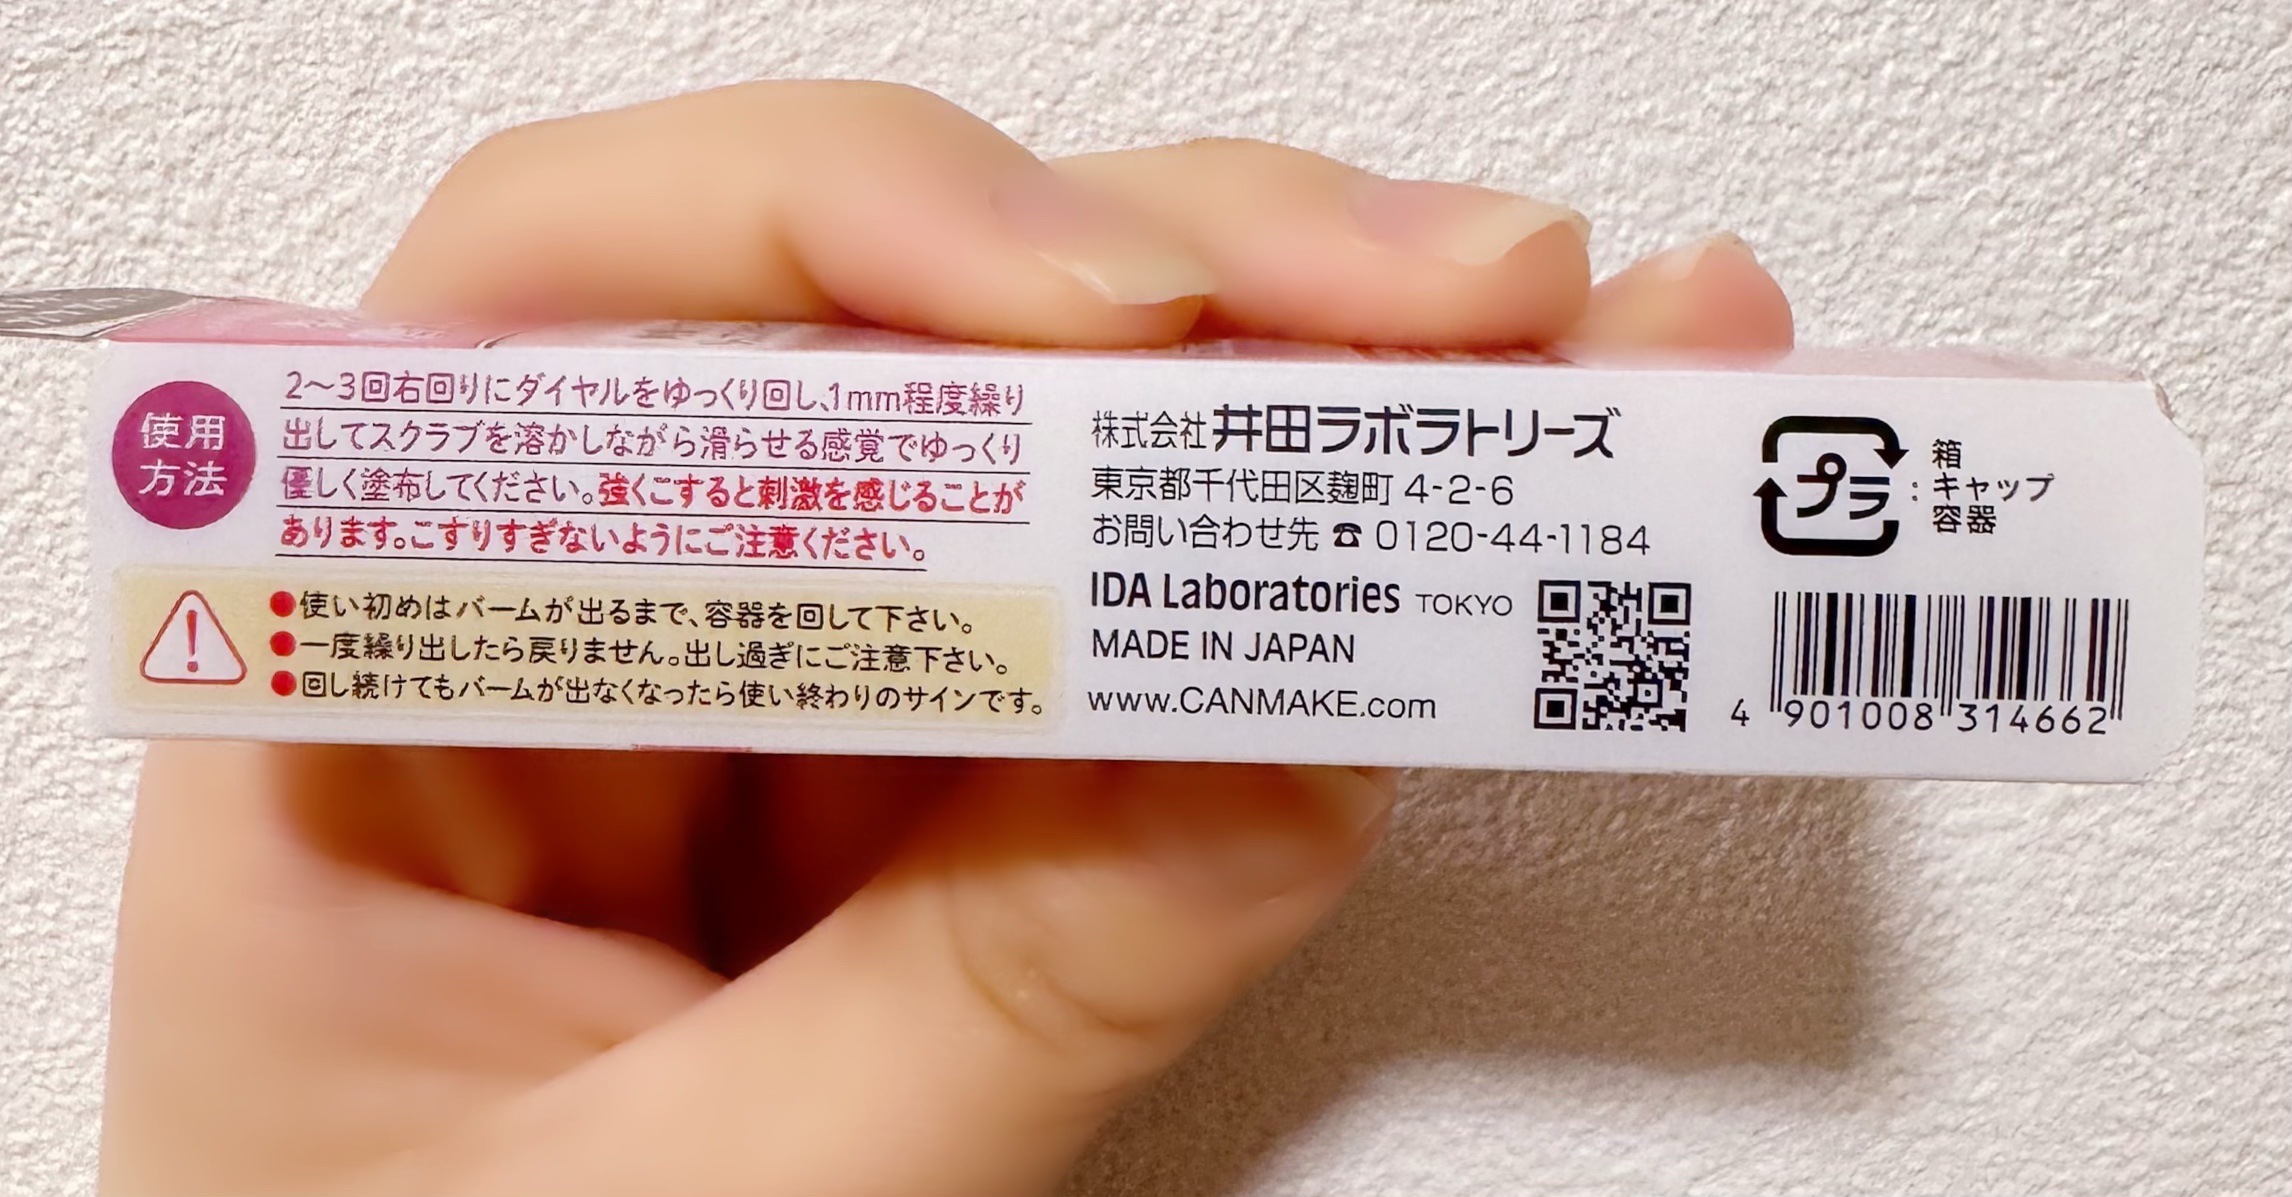 使用
方法
2〜3回右回りにダイヤルをゆっくり回し、1mm程度繰り
出してスクラブを溶かしながら滑らせる感覚でゆっくり
優しく塗布してください。強くこすると刺激を感じることが
あります。こすりすぎないようにご注意ください。
●使い初めはバームが出るまで、容器を回して下さい。
●一度繰り出したら戻りません。出し過ぎにご注意下さい。
●回し続けてもバームが出なくなったら使い終わりのサインです。
株式会社井田ラボラトリーズ
東京都千代田区麹町 4-2-6
お問い合わせ先 ☎ 0120-44-1184
IDA Laboratories TOKYO
MADE IN JAPAN
www.CANMAKE.com
プラ : 箱
キャップ
容器
4 901008 314662